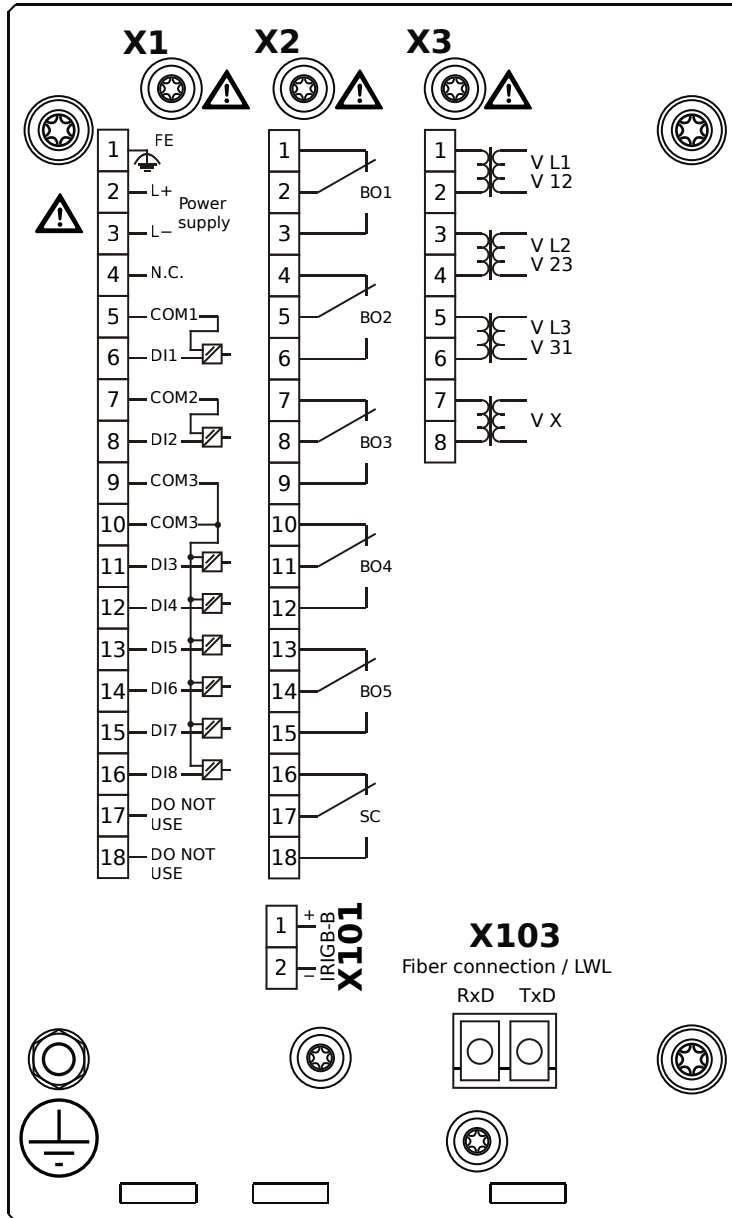 X1 X2 X3
1 FE
2 L+
3 L−
Power
supply
4 N.C.
5 COM1
6 DI1
7 COM2
8 DI2
9 COM3
10 COM3
11 DI3
12 DI4
13 DI5
14 DI6
15 DI7
16 DI8
17 DO NOT
USE
18 DO NOT
USE
1
2 BO1
3
4
5 BO2
6
7
8 BO3
9
10
11 BO4
12
13
14 BO5
15
16
17 SC
18
1 V L1
2 V 12
3 V L2
4 V 23
5 V L3
6 V 31
7 V X
8
1 +
2 −
IRIGB-B
X101
X103
Fiber connection / LWL
RxD TxD